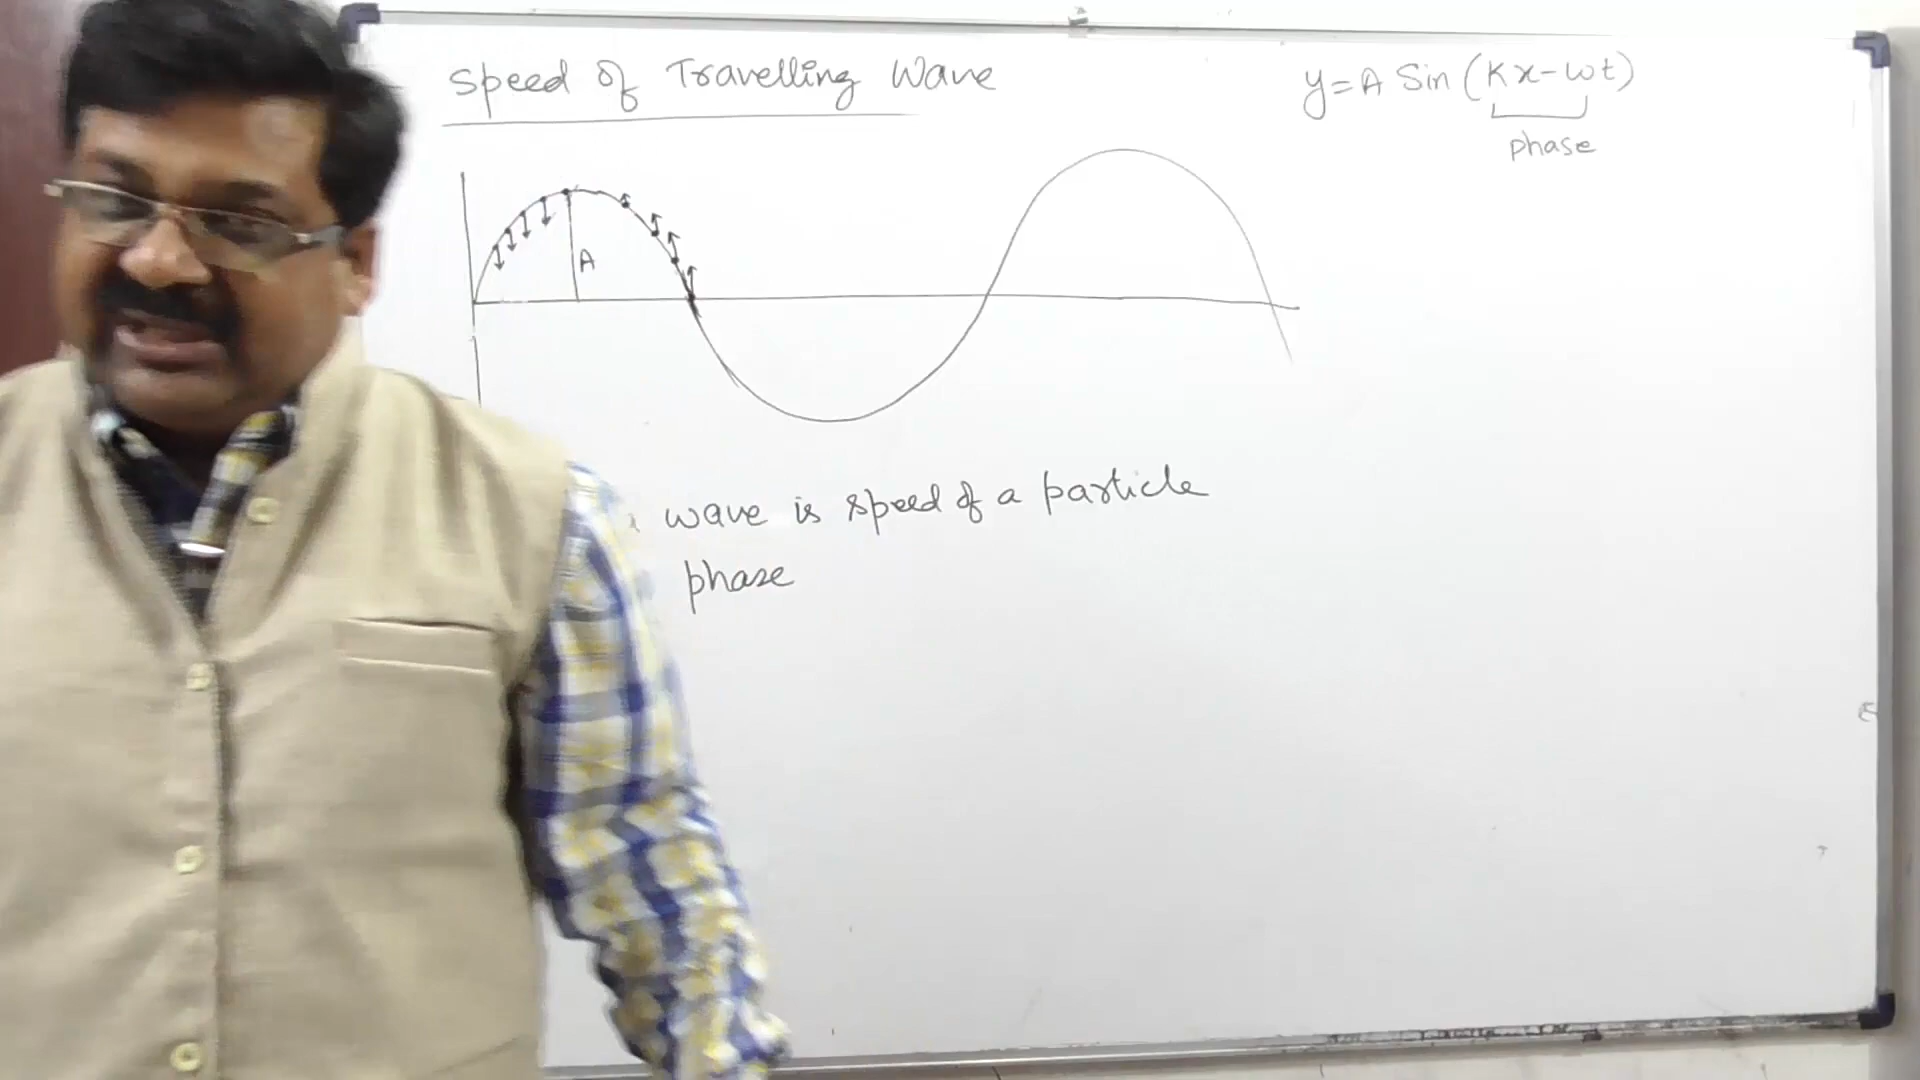 Speed of Travelling Wave
y = A Sin (Kx - ωt)
phase
A
wave is speed of a particle
phase